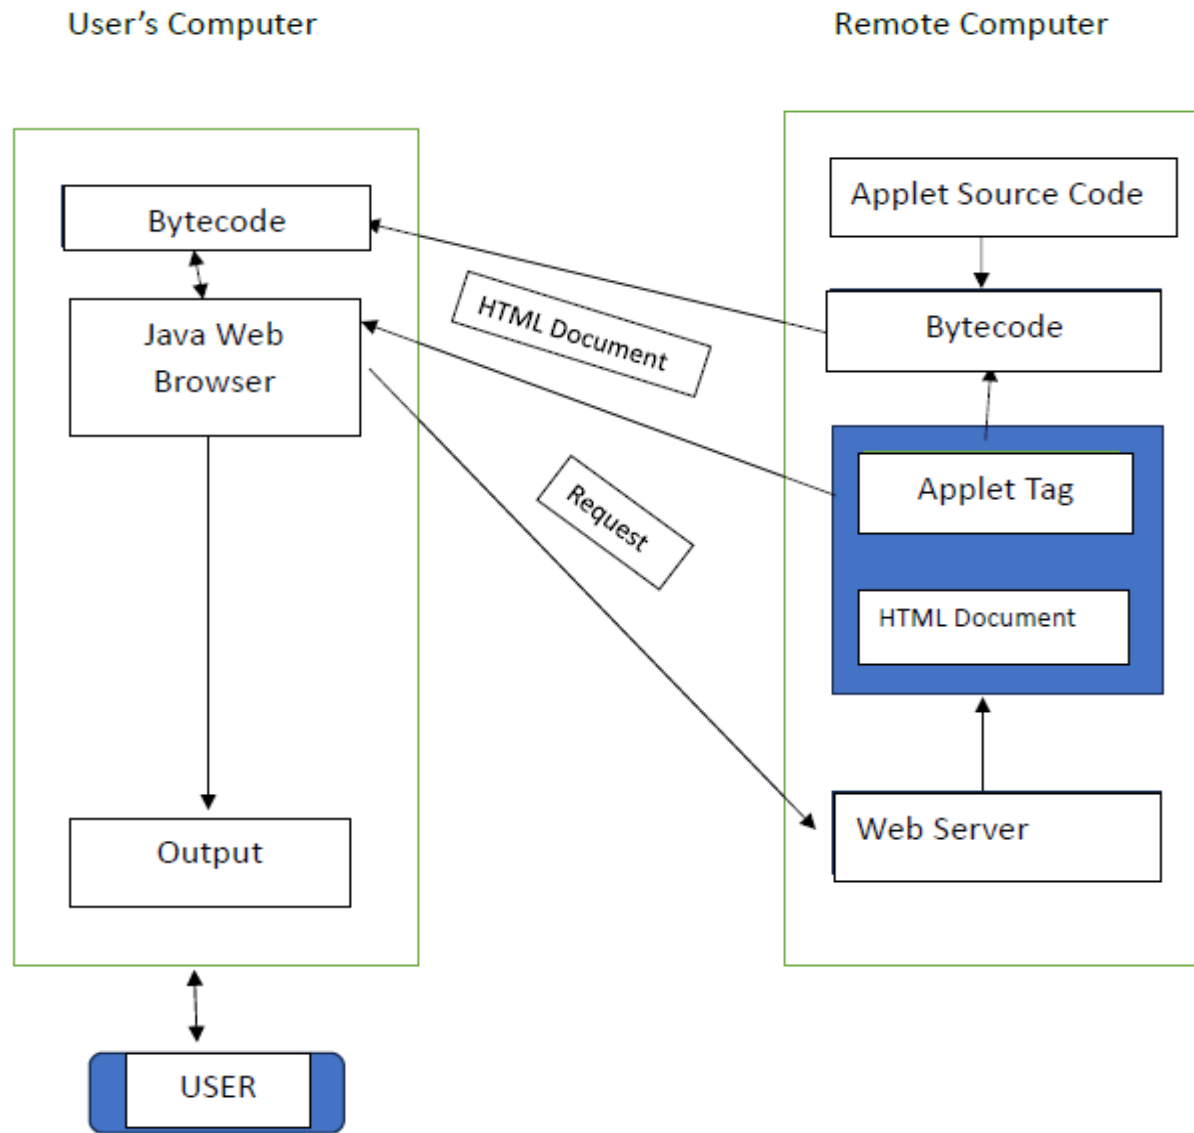 User's Computer
Remote Computer
Bytecode
Java Web
Browser
Output
USER
HTML Document
Request
Applet Source Code
Bytecode
Applet Tag
HTML Document
Web Server